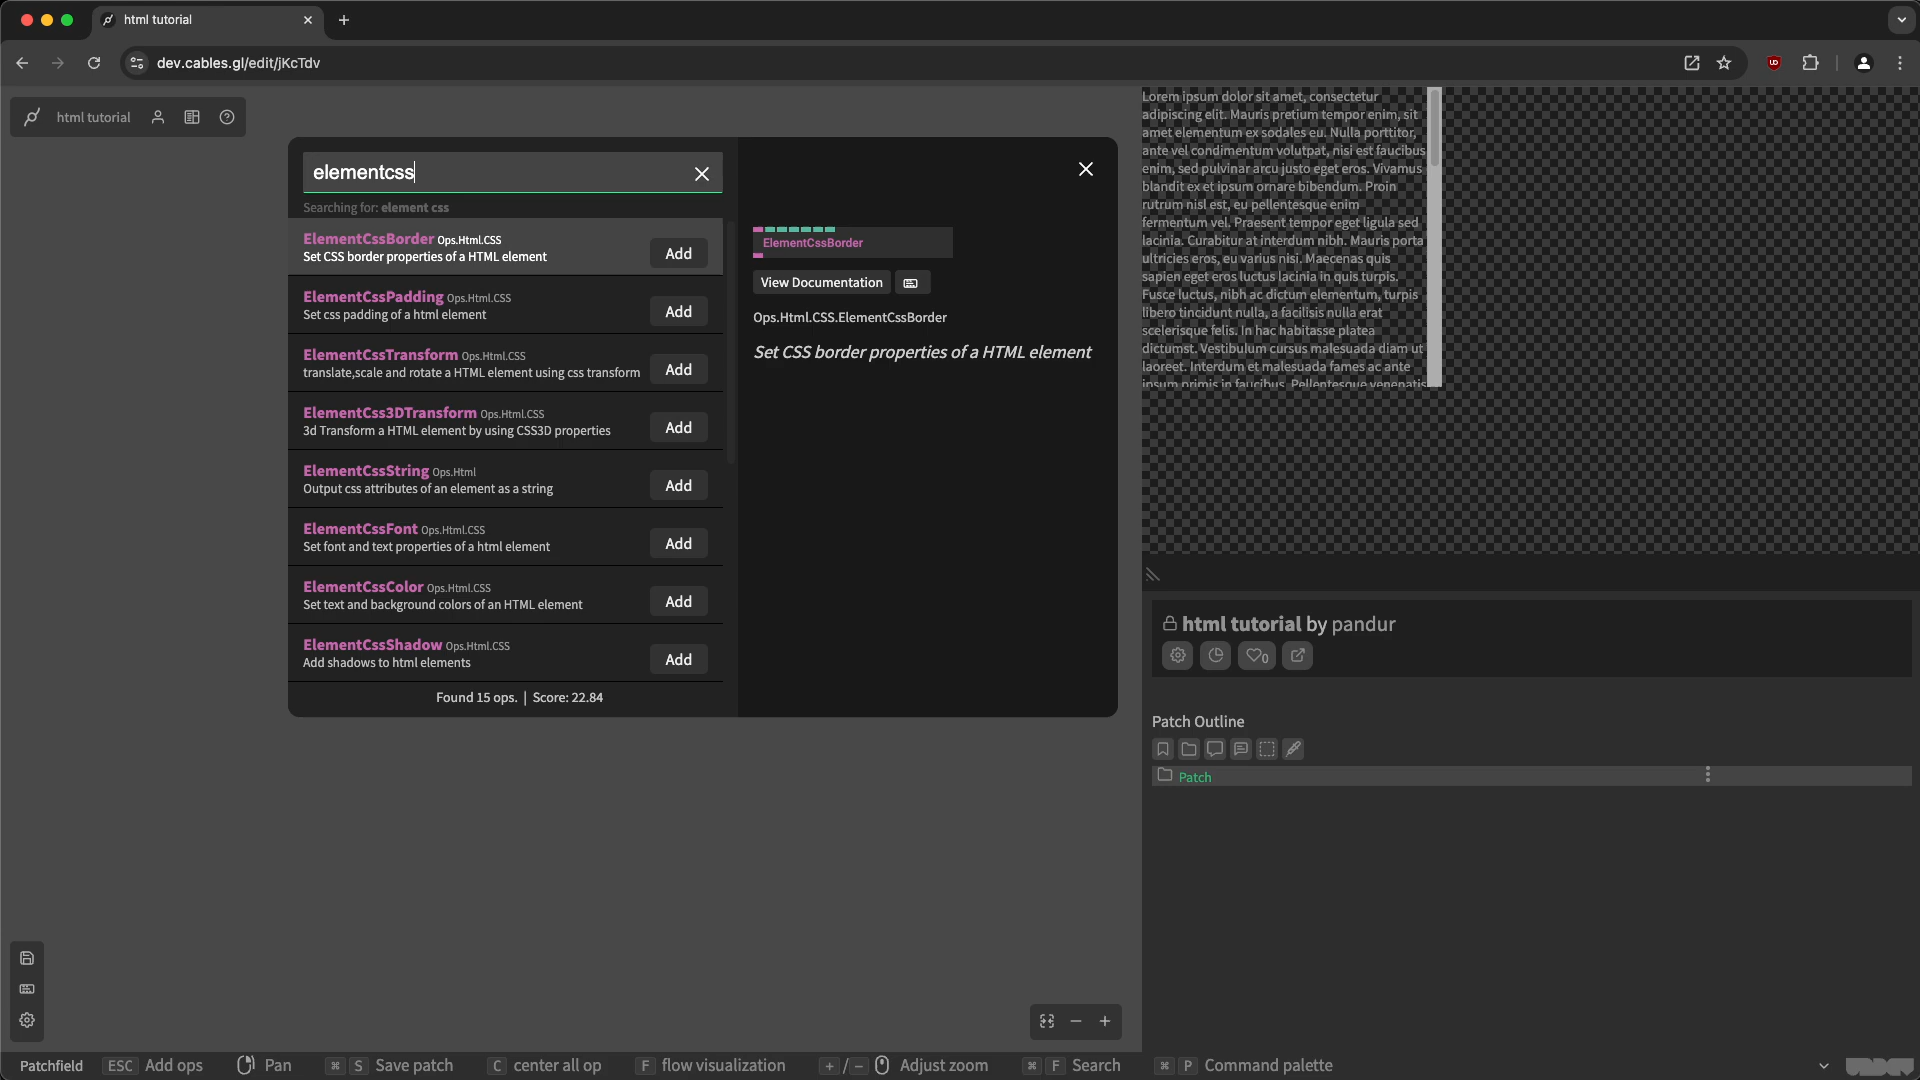 html tutorial
dev.cables.gl/edit/jKcTdv
html tutorial
elementcss
Searching for: element css
ElementCssBorder Ops.Html.CSS
Set CSS border properties of a HTML element
Add
ElementCssPadding Ops.Html.CSS
Set css padding of a html element
Add
ElementCssTransform Ops.Html.CSS
translate,scale and rotate a HTML element using css transform
Add
ElementCss3DTransform Ops.Html.CSS
3d Transform a HTML element by using CSS3D properties
Add
ElementCssString Ops.Html
Output css attributes of an element as a string
Add
ElementCssFont Ops.Html.CSS
Set font and text properties of a html element
Add
ElementCssColor Ops.Html.CSS
Set text and background colors of an HTML element
Add
ElementCssShadow Ops.Html.CSS
Add shadows to html elements
Add
Found 15 ops. | Score: 22.84
ElementCssBorder
View Documentation
Ops.Html.CSS.ElementCssBorder
Set CSS border properties of a HTML element
Lorem ipsum dolor sit amet, consectetur
adipiscing elit. Mauris pretium tempor enim, sit
amet elementum ex sodales eu. Nulla porttitor,
ante vel condimentum volutpat, nisi est faucibus
enim, sed pulvinar arcu justo eget eros. Vivamus
blandit ex et ipsum ornare bibendum. Proin
rutrum nisl est, eu pellentesque enim
fermentum vel. Praesent tempor eget ligula sed
lacinia. Curabitur at interdum nibh. Mauris porta
ultricies eros, eu varius nisi. Maecenas quis
sapien eget eros luctus lacinia in quis turpis.
Fusce luctus, nibh ac dictum elementum, turpis
libero tincidunt nulla, a facilisis nulla erat
scelerisque felis. In hac habitasse platea
dictumst. Vestibulum cursus malesuada diam ut
laoreet. Interdum et malesuada fames ac ante
ipsum primis in faucibus. Pellentesque venenatis
html tutorial by pandur
0
Patch Outline
Patch
Patchfield ESC Add ops Pan ⌘ S Save patch C center all op F flow visualization + / − Adjust zoom ⌘ F Search ⌘ P Command palette